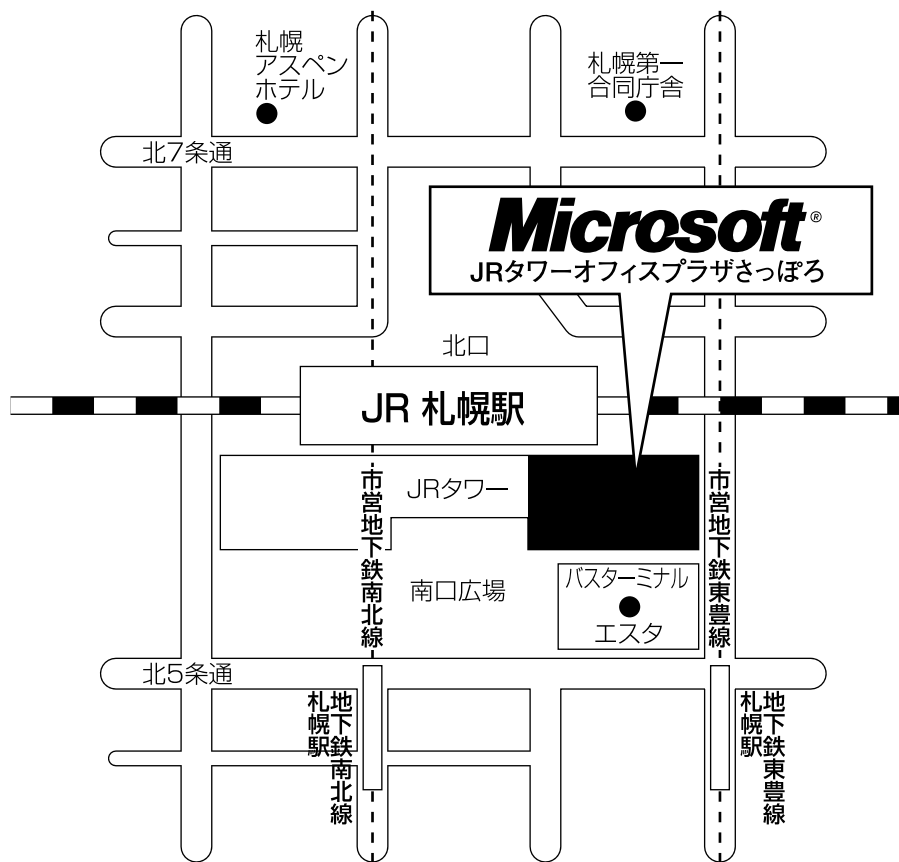 札幌
アスペン
ホテル
札幌第一
合同庁舎
北7条通
Microsoft®
JRタワーオフィスプラザさっぽろ
北口
JR 札幌駅
JRタワー
市営地下鉄南北線
市営地下鉄東豊線
南口広場
バスターミナル
エスタ
北5条通
地下鉄南北線
札幌駅
地下鉄東豊線
札幌駅